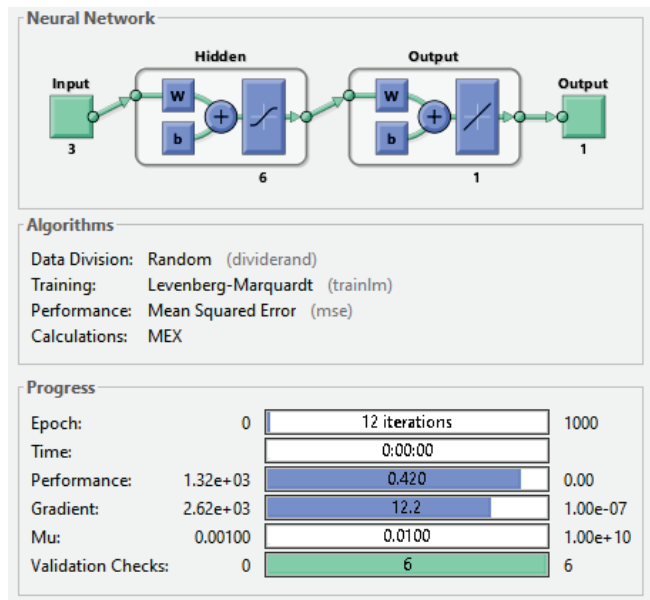 Neural Network
Hidden Output
Input Output
W W
b b
3 1
6 1
Algorithms
Data Division: Random (dividerand)
Training: Levenberg-Marquardt (trainlm)
Performance: Mean Squared Error (mse)
Calculations: MEX
Progress
Epoch: 0 12 iterations 1000
Time: 0:00:00
Performance: 1.32e+03 0.420 0.00
Gradient: 2.62e+03 12.2 1.00e-07
Mu: 0.00100 0.0100 1.00e+10
Validation Checks: 0 6 6